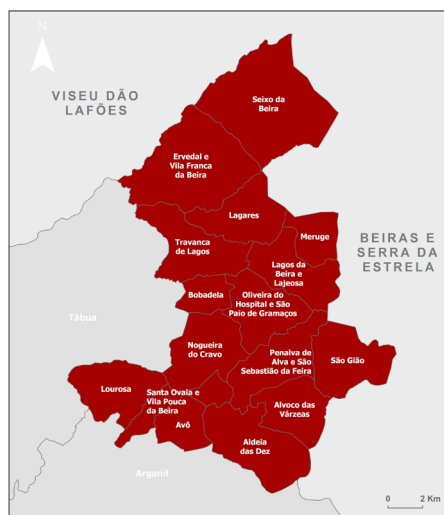 N
VISEU DÃO
LAFÕES
Seixo da
Beira
Ervedal e
Vila Franca
da Beira
Lagares
Meruge
Travanca
de Lagos
BEIRAS E
SERRA DA
ESTRELA
Lagos da
Beira e
Lajeosa
Bobadela
Oliveira do
Hospital e São
Paio de Gramaços
Tábua
Nogueira
do Cravo
Penalva de
Alva e São
Sebastião da Feira
São Gião
Lourosa
Santa Ovaia e
Vila Pouca
da Beira
Alvoco das
Várzeas
Avô
Aldeia
das Dez
Arganil
0 2 Km